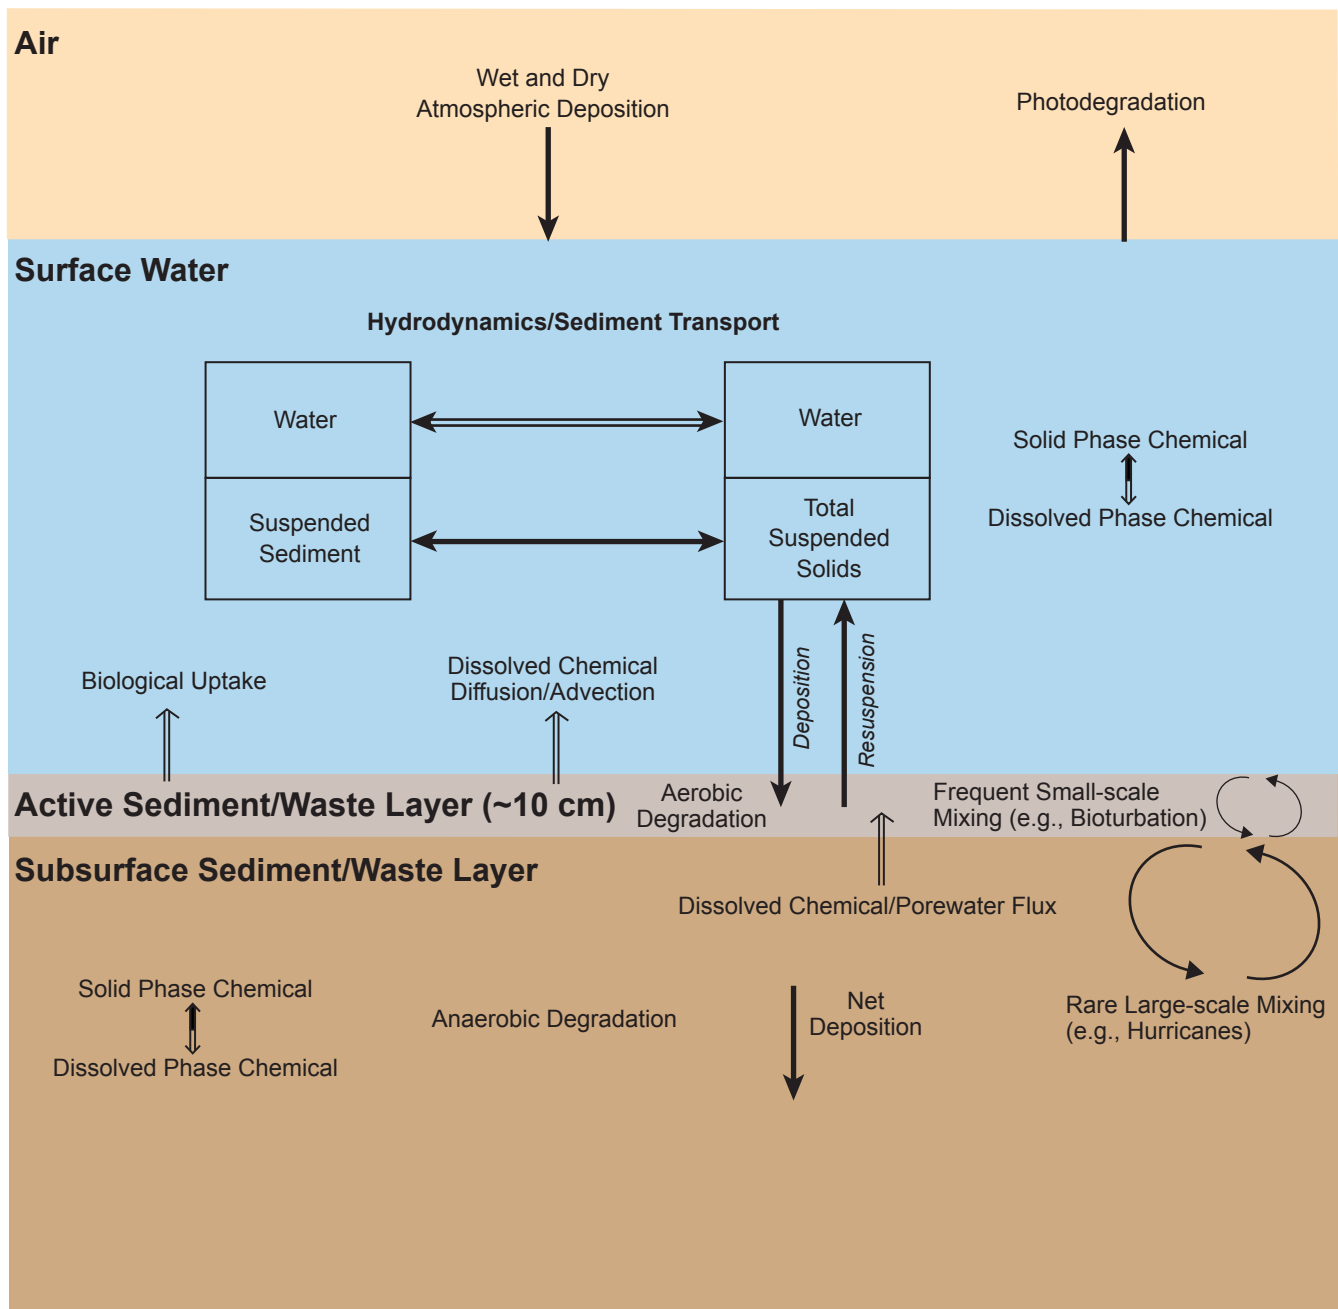 Air
Wet and Dry
Atmospheric Deposition
Photodegradation
Surface Water
Hydrodynamics/Sediment Transport
Water
Water
Suspended
Sediment
Total
Suspended
Solids
Solid Phase Chemical
Dissolved Phase Chemical
Biological Uptake
Dissolved Chemical
Diffusion/Advection
Deposition
Resuspension
Active Sediment/Waste Layer (~10 cm)
Aerobic
Degradation
Frequent Small-scale
Mixing (e.g., Bioturbation)
Subsurface Sediment/Waste Layer
Dissolved Chemical/Porewater Flux
Solid Phase Chemical
Dissolved Phase Chemical
Anaerobic Degradation
Net
Deposition
Rare Large-scale Mixing
(e.g., Hurricanes)